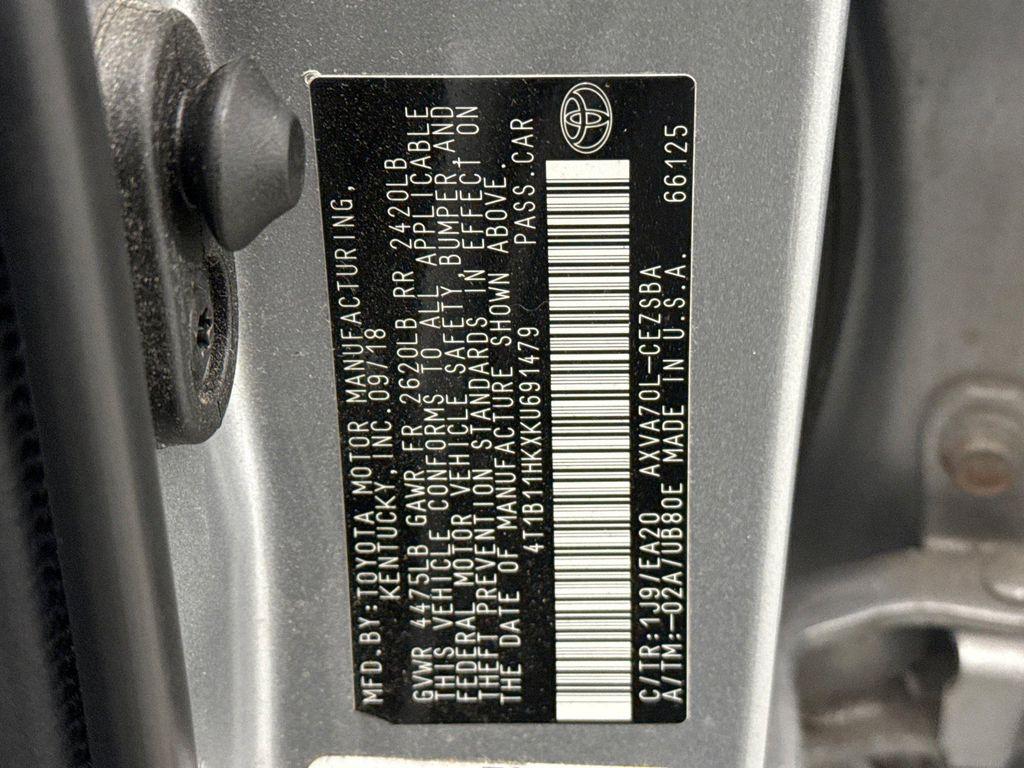 MFD.BY:TOYOTA MOTOR MANUFACTURING,
KENTUCKY,INC.09/18
GVWR 4475LB GAWR FR 2620LB RR 2420LB
THIS VEHICLE CONFORMS TO ALL APPLICABLE
FEDERAL MOTOR VEHICLE SAFETY, BUMPER AND
THEFT PREVENTION STANDARDS IN EFFECT ON
THE DATE OF MANUFACTURE SHOWN ABOVE.
4T1B11HKXKU691479 PASS.CAR
C/TR:1J9/EA20 AXVA70L-CEZSBA
A/TM:-02A/UB80E MADE IN U.S.A. 66125